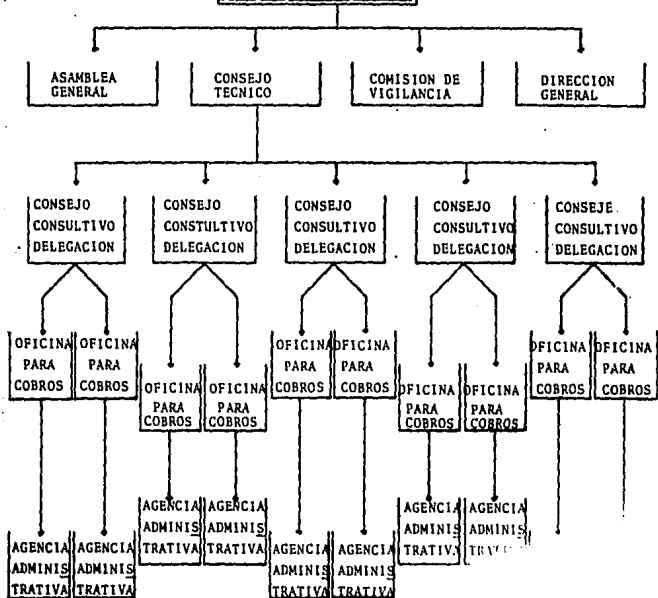 ASAMBLEA
GENERAL
CONSEJO
TECNICO
COMISION DE
VIGILANCIA
DIRECCION
GENERAL
CONSEJO
CONSULTIVO
DELEGACION
CONSEJO
CONSTULTIVO
DELEGACION
CONSEJO
CONSULTIVO
DELEGACION
CONSEJO
CONSULTIVO
DELEGACION
CONSEJE
CONSULTIVO
DELEGACION
OFICINA
PARA
COBROS
OFICINA
PARA
COBROS
OFICINA
PARA
COBROS
OFICINA
PARA
COBROS
OFICINA
PARA
COBROS
OFICINA
PARA
COBROS
OFICINA
PARA
COBROS
OFICINA
PARA
COBROS
OFICINA
PARA
COBROS
OFICINA
PARA
COBROS
AGENCIA
ADMINIS
TRATIVA
AGENCIA
ADMINIS
TRATIVA
AGENCIA
ADMINIS
TRATIVA
AGENCIA
ADMINIS
TRATIVA
AGENCIA
ADMINIS
TRATIVA
AGENCIA
ADMINIS
TRATIVA
AGENCIA
ADMINIS
TRATIV
AGENCIA
ADMINIS